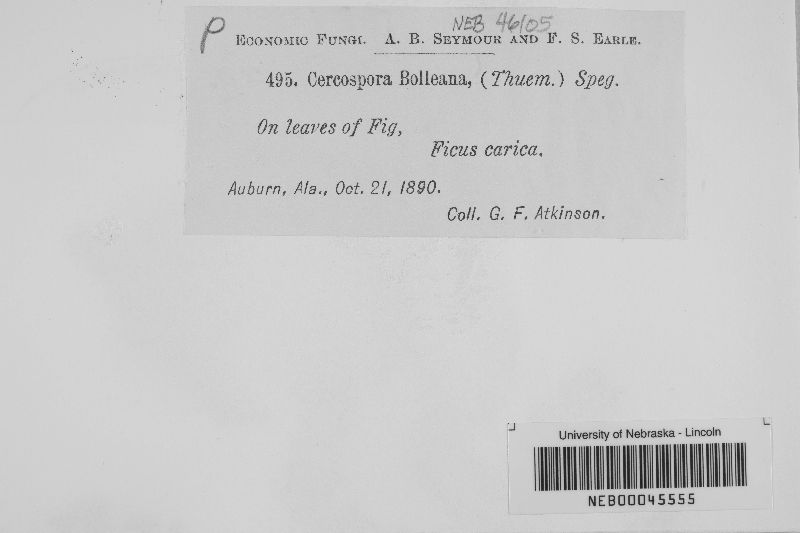 P
NEB 46105
Economic Fungi. A. B. Seymour and F. S. Earle.
495. Cercospora Bolleana, (Thuem.) Speg.
On leaves of Fig,
Ficus carica.
Auburn, Ala., Oct. 21, 1890.
Coll. G. F. Atkinson.
University of Nebraska - Lincoln
NEB00045555